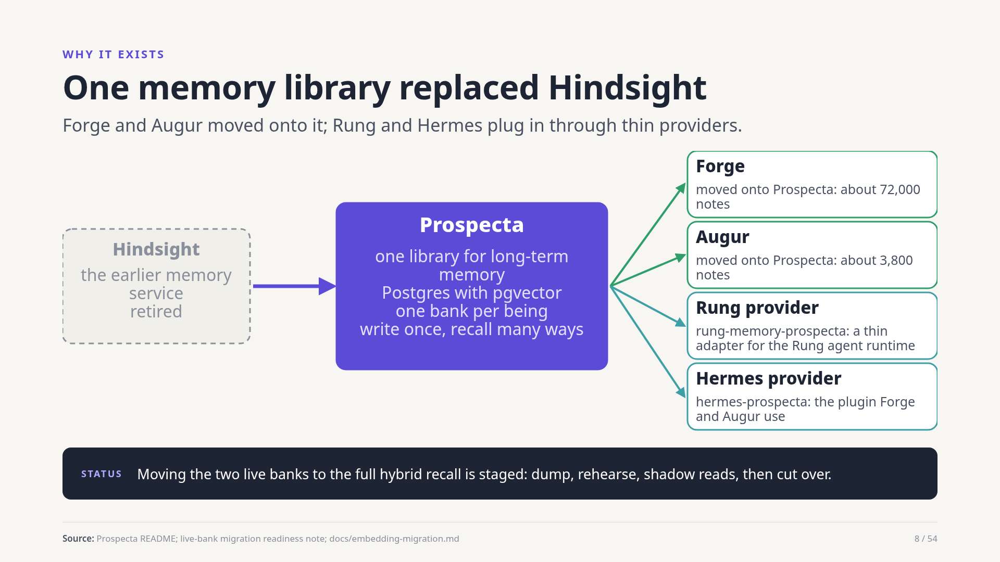 WHY IT EXISTS
One memory library replaced Hindsight
Forge and Augur moved onto it; Rung and Hermes plug in through thin providers.
Hindsight
the earlier memory
service
retired
Prospecta
one library for long-term
memory
Postgres with pgvector
one bank per being
write once, recall many ways
Forge
moved onto Prospecta: about 72,000
notes
Augur
moved onto Prospecta: about 3,800
notes
Rung provider
rung-memory-prospecta: a thin
adapter for the Rung agent runtime
Hermes provider
hermes-prospecta: the plugin Forge
and Augur use
STATUS Moving the two live banks to the full hybrid recall is staged: dump, rehearse, shadow reads, then cut over.
Source: Prospecta README; live-bank migration readiness note; docs/embedding-migration.md
8 / 54